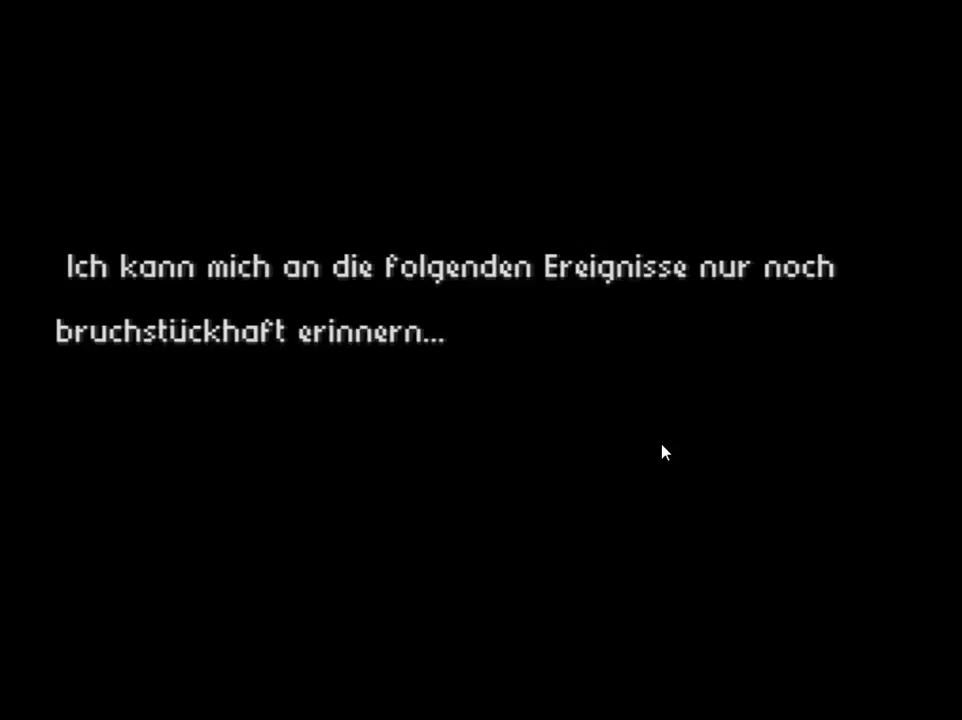 Ich kann mich an die folgenden Ereignisse nur noch
bruchstückhaft erinnern...